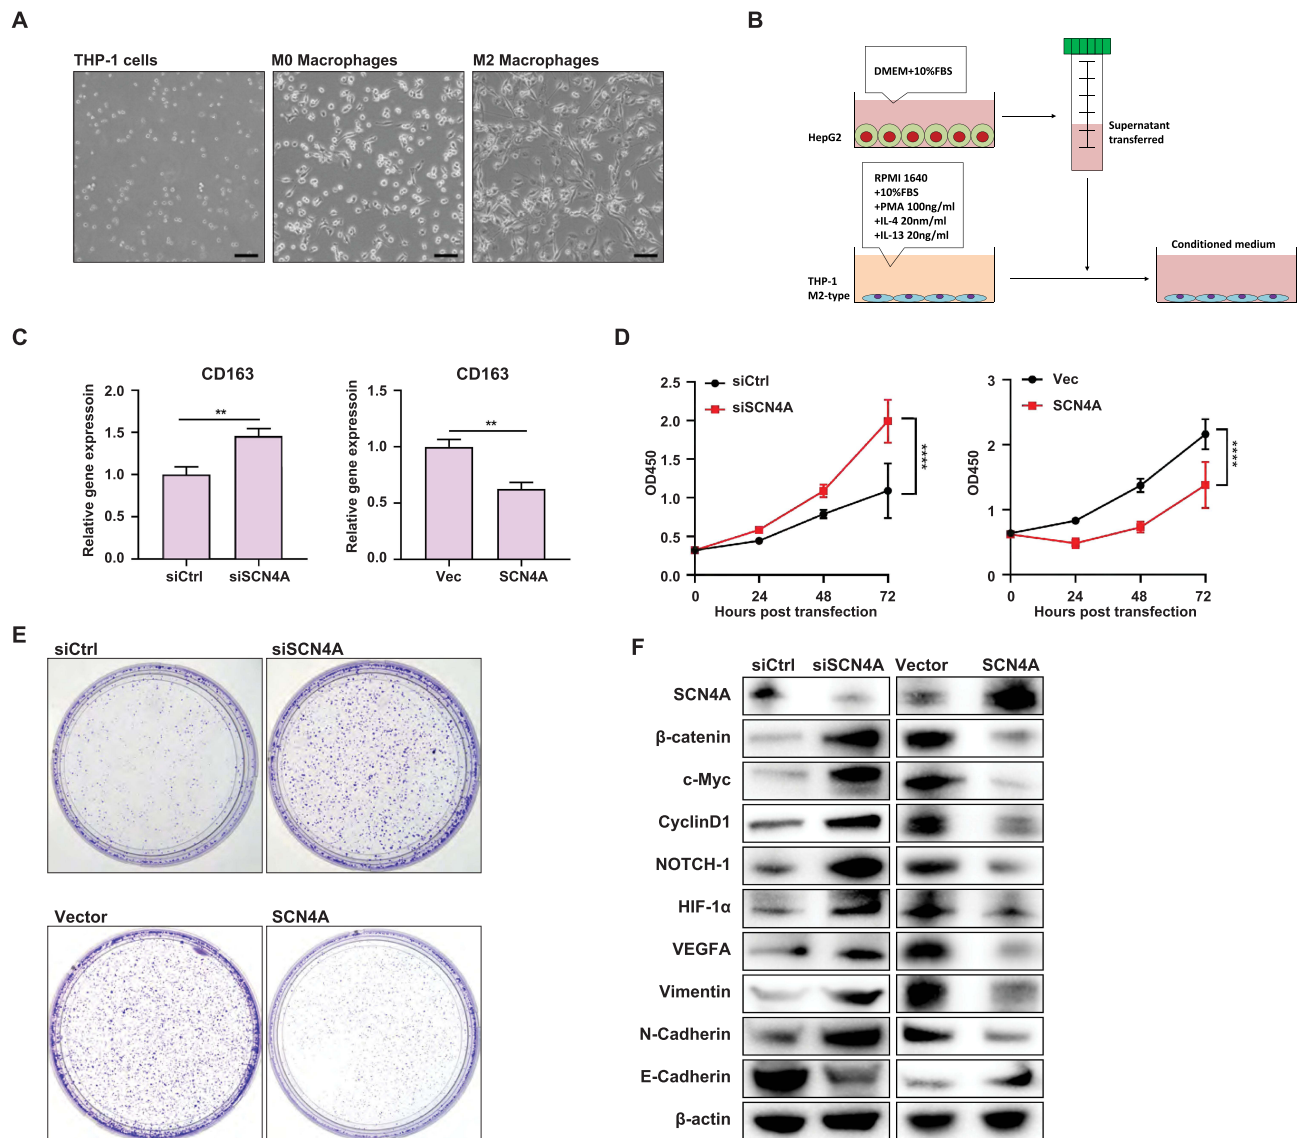 A
THP-1 cells
M0 Macrophages
M2 Macrophages
B
DMEM+10%FBS
HepG2
Supernatant
transferred
RPMI 1640
+10%FBS
+PMA 100ng/ml
+IL-4 20nm/ml
+IL-13 20ng/ml
THP-1
M2-type
Conditioned medium
C
CD163
Relative gene expressoin
2.0
1.5
1.0
0.5
0.0
**
siCtrl
siSCN4A
CD163
Relative gene expressoin
1.5
1.0
0.5
0.0
**
Vec
SCN4A
D
siCtrl
siSCN4A
OD450
2.5
2.0
1.5
1.0
0.5
0.0
0
24
48
72
Hours post transfection
****
Vec
SCN4A
OD450
3
2
1
0
0
24
48
72
Hours post transfection
****
E
siCtrl
siSCN4A
Vector
SCN4A
F
siCtrl
siSCN4A
Vector
SCN4A
SCN4A
β-catenin
c-Myc
CyclinD1
NOTCH-1
HIF-1α
VEGFA
Vimentin
N-Cadherin
E-Cadherin
β-actin